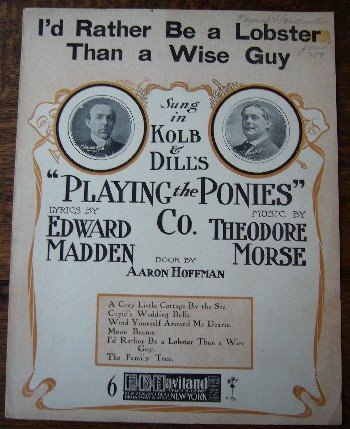 I'd Rather Be a Lobster
Than a Wise Guy
Sung
in
KOLB
&
DILL'S
"PLAYING the PONIES"
Co.
LYRICS BY
EDWARD
MADDEN
MUSIC BY
THEODORE
MORSE
BOOK BY
AARON HOFFMAN
A Cosy Little Cottage By the Sea.
Cupid's Wedding Bells.
Wind Yourself Around Me Dearie.
Moon Beams.
I'd Rather Be a Lobster Than a Wise
Guy.
The Family Tree.
6
F.B. Haviland
NEW YORK